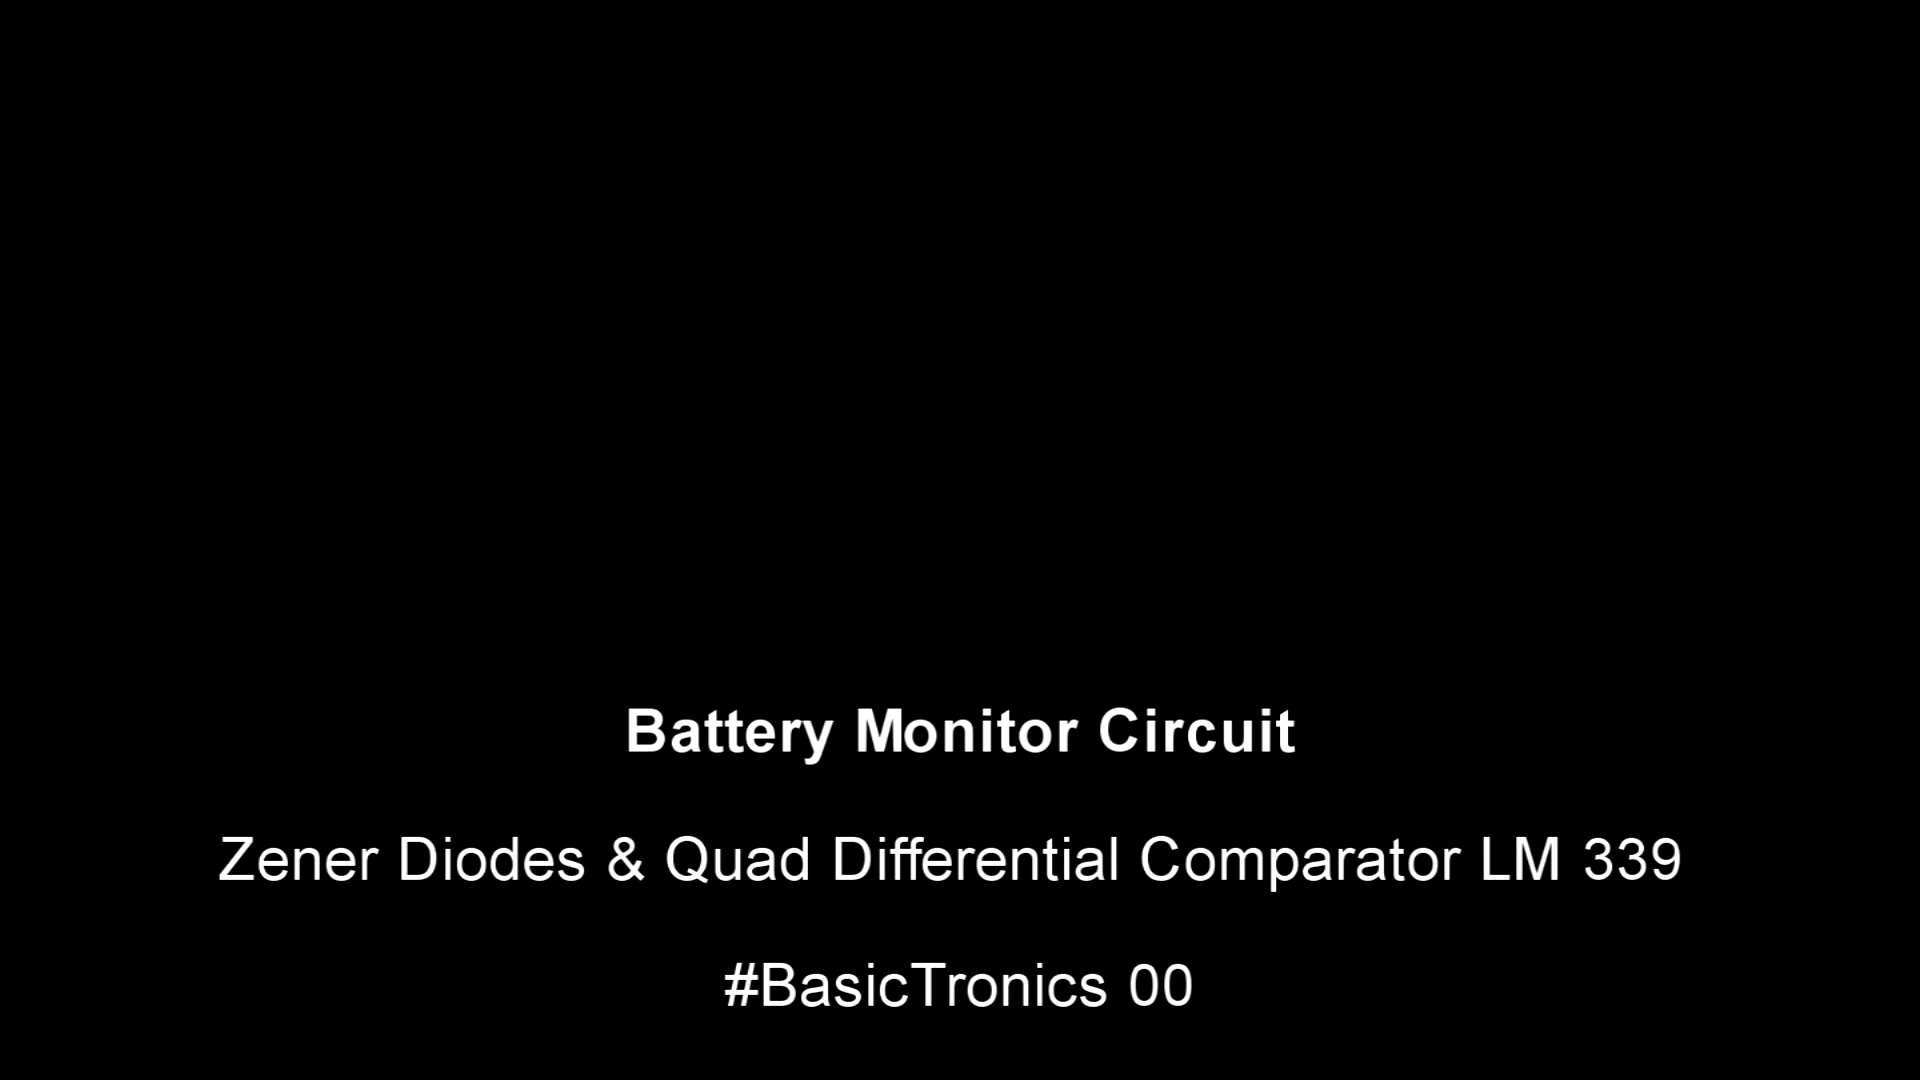 Battery Monitor Circuit
Zener Diodes & Quad Differential Comparator LM 339
#BasicTronics 00